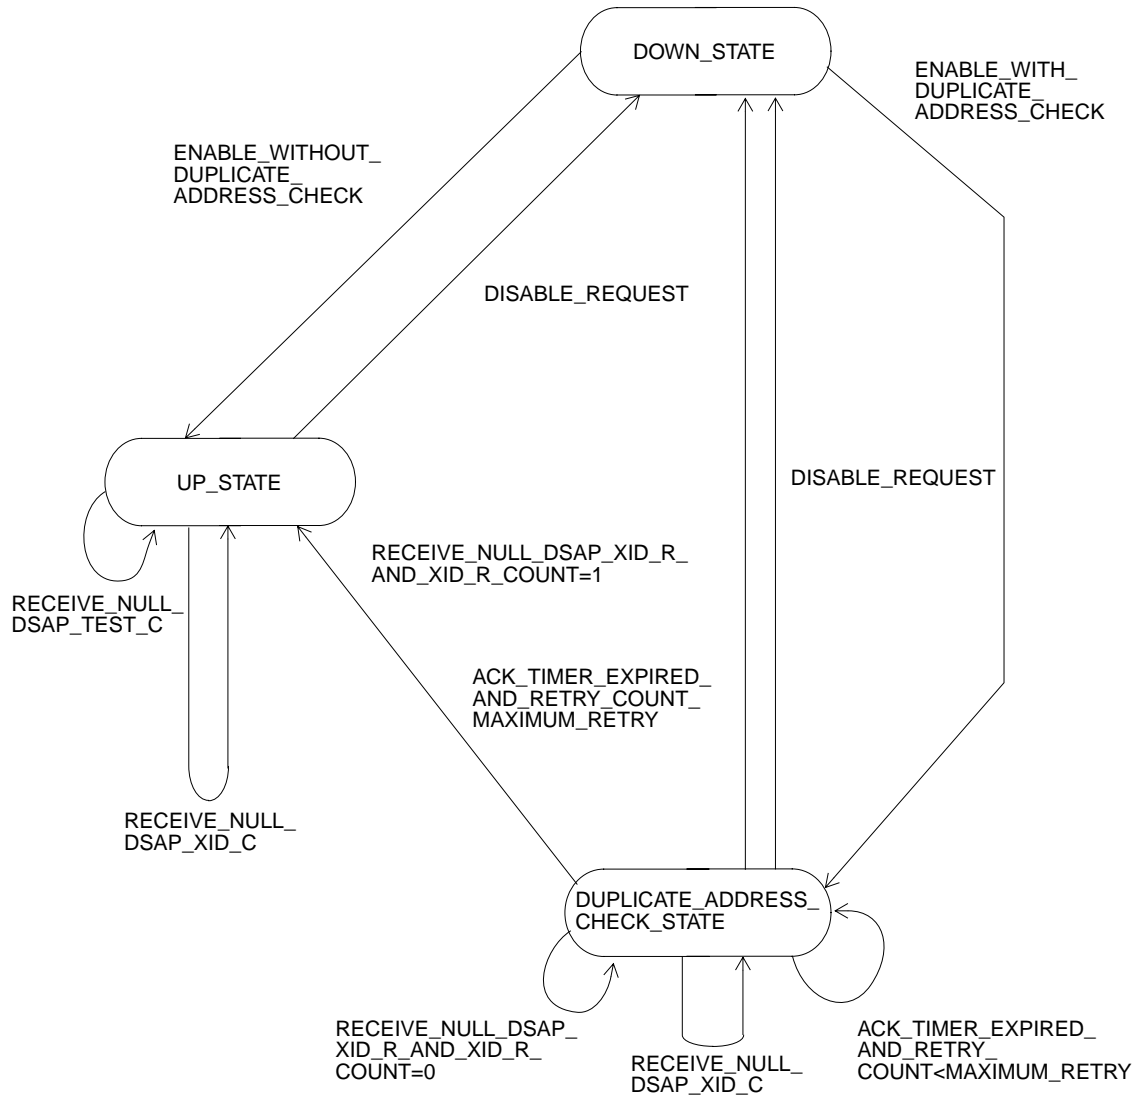 DOWN_STATE
ENABLE_WITH_
DUPLICATE_
ADDRESS_CHECK
ENABLE_WITHOUT_
DUPLICATE_
ADDRESS_CHECK
DISABLE_REQUEST
UP_STATE
DISABLE_REQUEST
RECEIVE_NULL_DSAP_XID_R_
AND_XID_R_COUNT=1
RECEIVE_NULL_
DSAP_TEST_C
ACK_TIMER_EXPIRED_
AND_RETRY_COUNT_
MAXIMUM_RETRY
RECEIVE_NULL_
DSAP_XID_C
DUPLICATE_ADDRESS_
CHECK_STATE
RECEIVE_NULL_DSAP_
XID_R_AND_XID_R_
COUNT=0
RECEIVE_NULL_
DSAP_XID_C
ACK_TIMER_EXPIRED_
AND_RETRY_
COUNT<MAXIMUM_RETRY